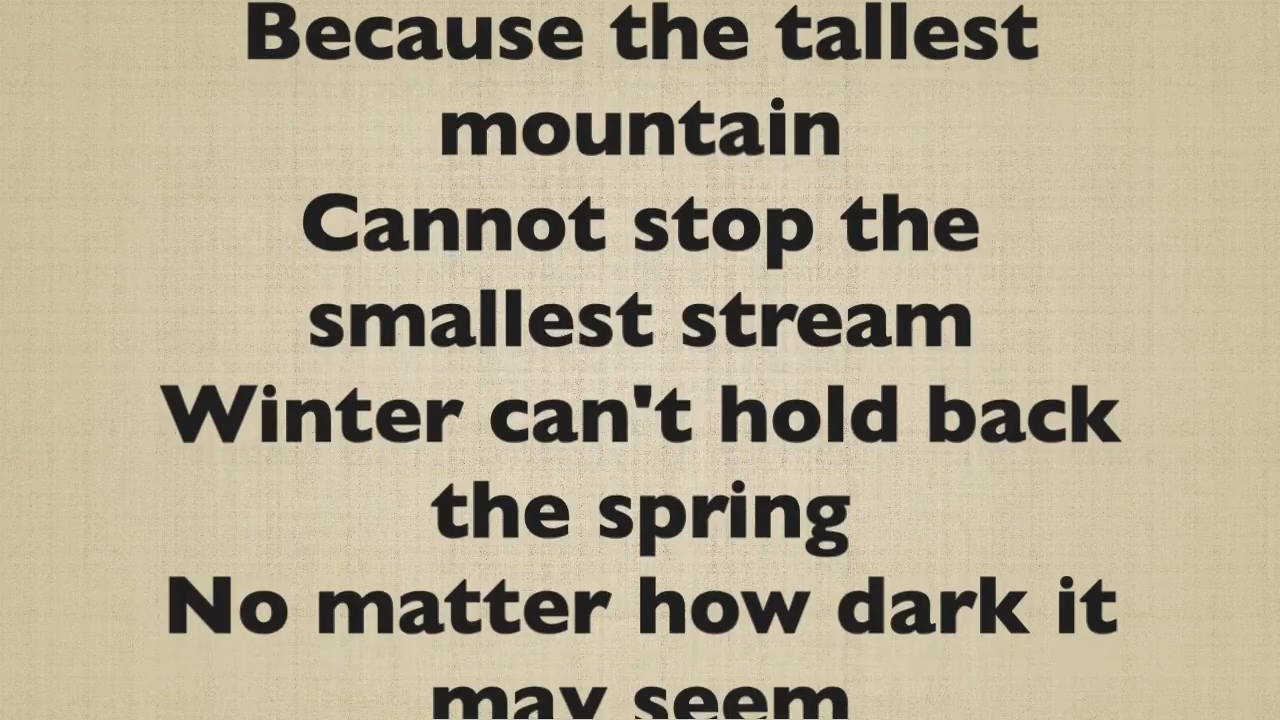 Because the tallest
mountain
Cannot stop the
smallest stream
Winter can't hold back
the spring
No matter how dark it
may seem